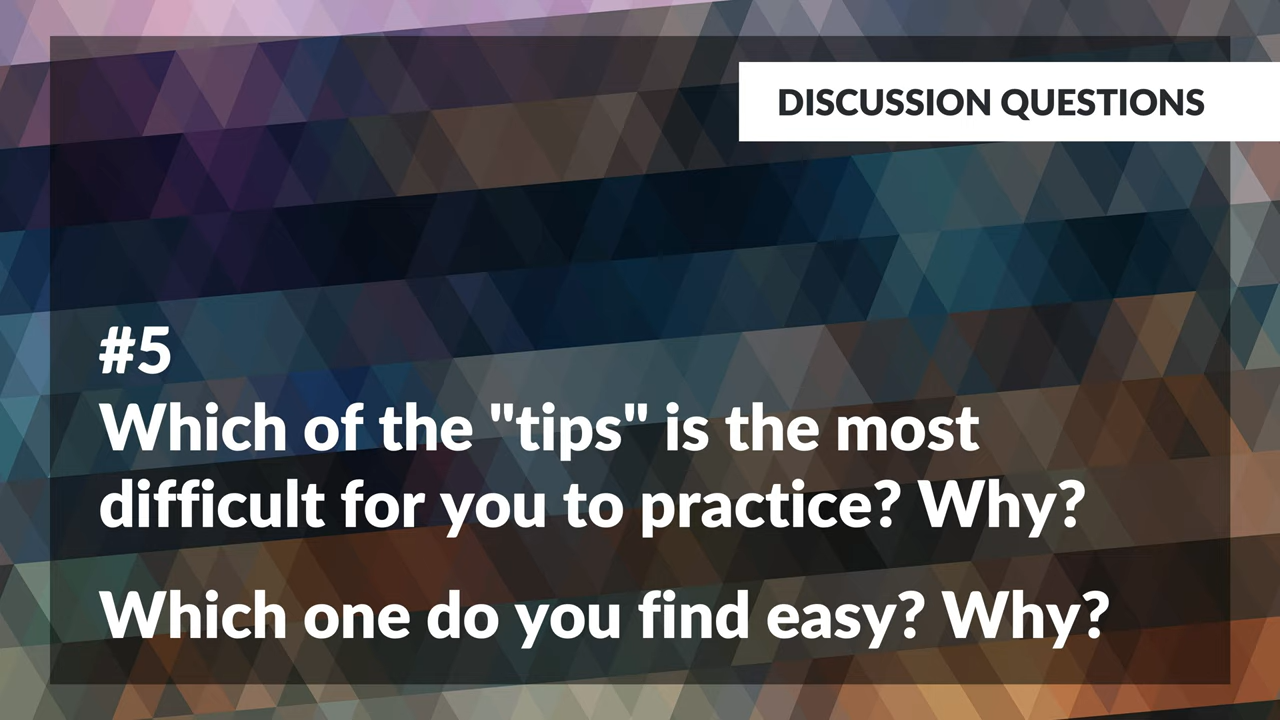 DISCUSSION QUESTIONS
#5
Which of the "tips" is the most
difficult for you to practice? Why?
Which one do you find easy? Why?